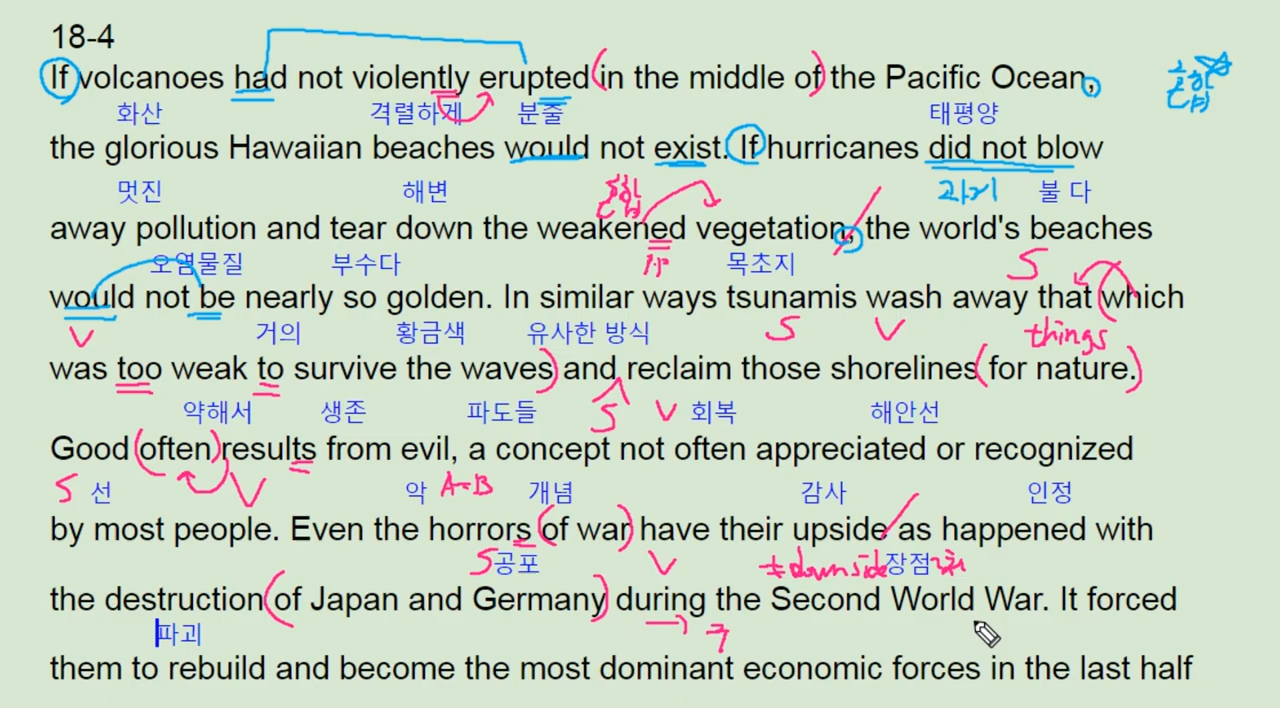 18-4
If volcanoes had not violently erupted (in the middle of) the Pacific Ocean,
화산 격렬하게 분출 태평양
the glorious Hawaiian beaches would not exist. If hurricanes did not blow
멋진 해변 과거 불 다
away pollution and tear down the weakened vegetation, the world's beaches
오염물질 부수다 p.p 목초지 S
would not be nearly so golden. In similar ways tsunamis wash away that which
V 거의 황금색 유사한 방식 S V things
was too weak to survive the waves) and reclaim those shorelines (for nature.)
약해서 생존 파도들 S V 회복 해안선
Good (often) results from evil, a concept not often appreciated or recognized
S 선 V 악 A=B 개념 감사 인정
by most people. Even the horrors (of war) have their upside as happened with
S 공포 V ≠downside 장점
the destruction (of Japan and Germany) during the Second World War. It forced
파괴 → 구
them to rebuild and become the most dominant economic forces in the last half